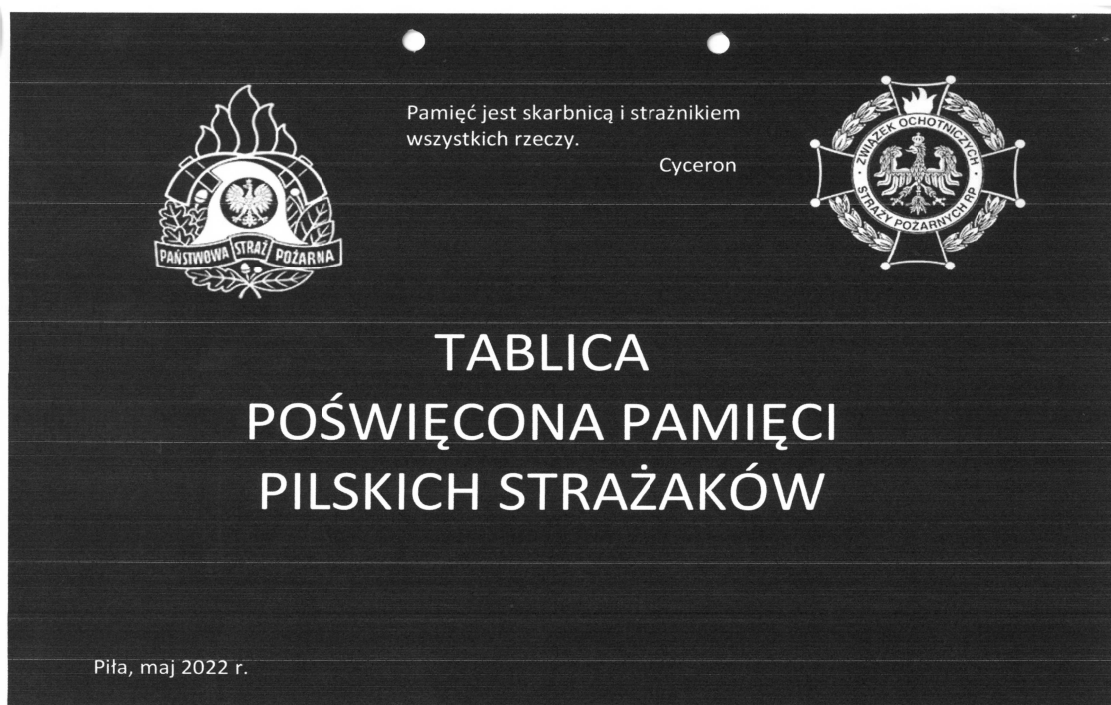 Pamięć jest skarbnicą i strażnikiem
wszystkich rzeczy.
Cyceron
PAŃSTWOWA STRAŻ POŻARNA
ZWIĄZEK OCHOTNICZYCH
STRAŻY POŻARNYCH RP
TABLICA
POŚWIĘCONA PAMIĘCI
PILSKICH STRAŻAKÓW
Piła, maj 2022 r.